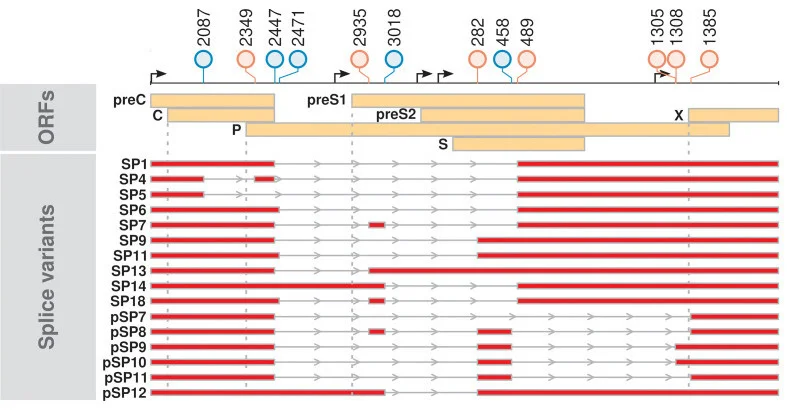 2087
2349
2447
2471
2935
3018
282
458
489
1305
1308
1385
ORFs
preC
preS1
C
preS2
X
P
S
Splice variants
SP1
SP4
SP5
SP6
SP7
SP9
SP11
SP13
SP14
SP18
pSP7
pSP8
pSP9
pSP10
pSP11
pSP12